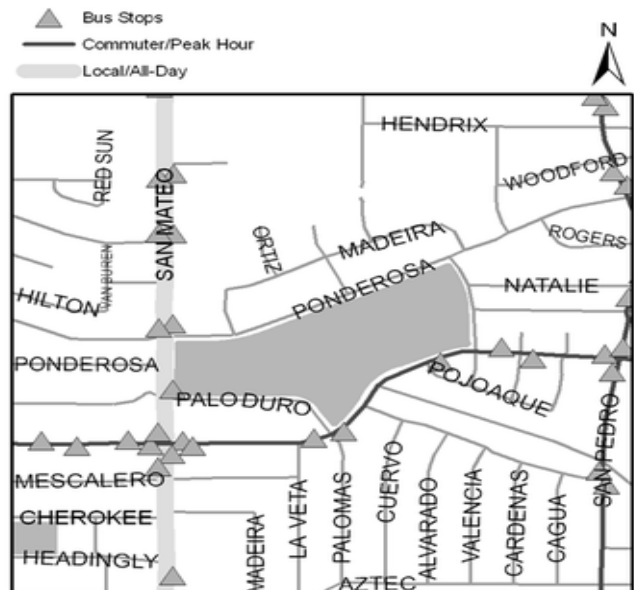 Bus Stops
Commuter/Peak Hour
Local/All-Day
N
HENDRIX
RED SUN
WOODFORD
SAN MATEO
ORTIZ
MADEIRA
ROGERS
VAN BUREN
PONDEROSA
NATALIE
HILTON
PONDEROSA
POJOAQUE
PALO DURO
SAN PEDRO
MESCALERO
CUERVO
LA VETA
PALOMAS
ALVARADO
VALENCIA
CARDENAS
CAGUA
CHEROKEE
MADEIRA
HEADINGLY
AZTEC